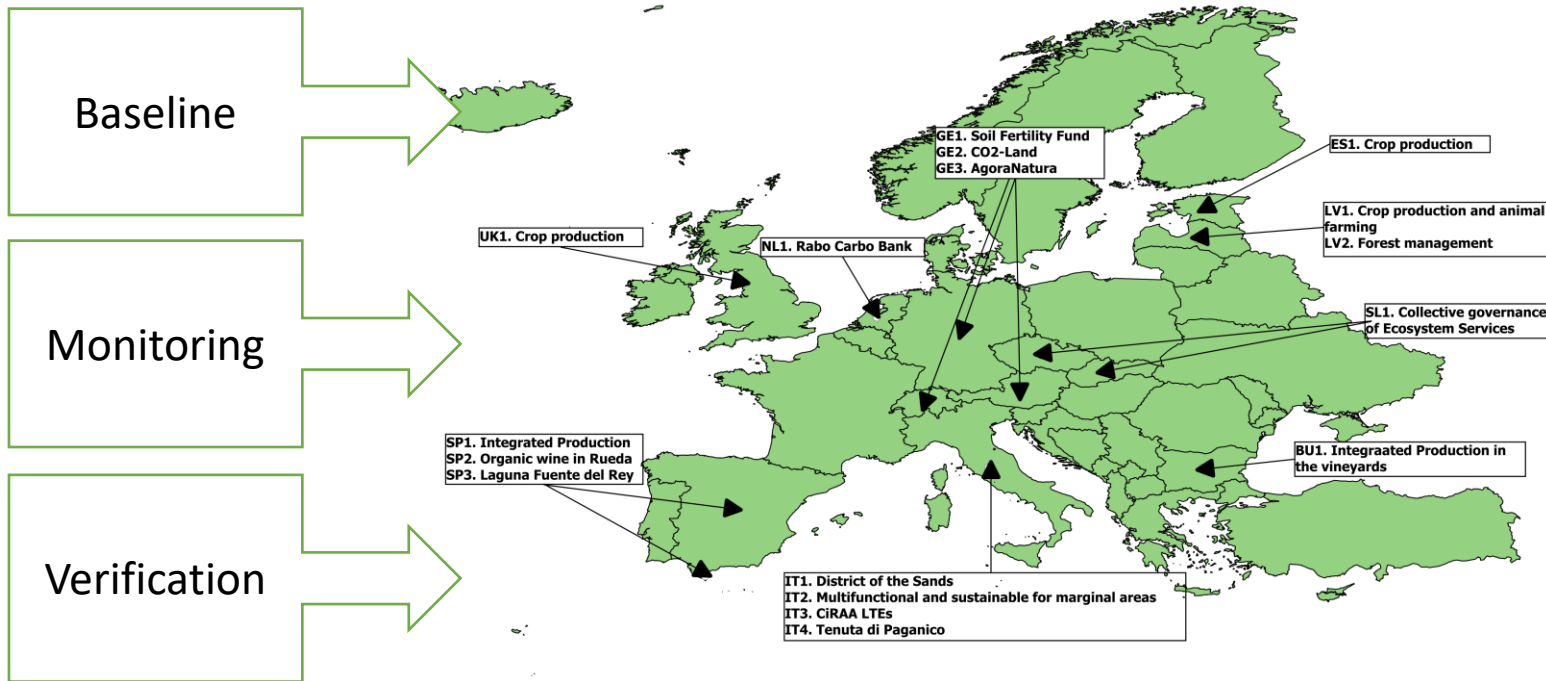 Baseline
Monitoring
Verification
GE1. Soil Fertility Fund
GE2. CO2-Land
GE3. AgoraNatura
ES1. Crop production
LV1. Crop production and animal
farming
LV2. Forest management
UK1. Crop production
NL1. Rabo Carbo Bank
SL1. Collective governance
of Ecosystem Services
SP1. Integrated Production
SP2. Organic wine in Rueda
SP3. Laguna Fuente del Rey
BU1. Integraated Production in
the vineyards
IT1. District of the Sands
IT2. Multifunctional and sustainable for marginal areas
IT3. CiRAA LTEs
IT4. Tenuta di Paganico